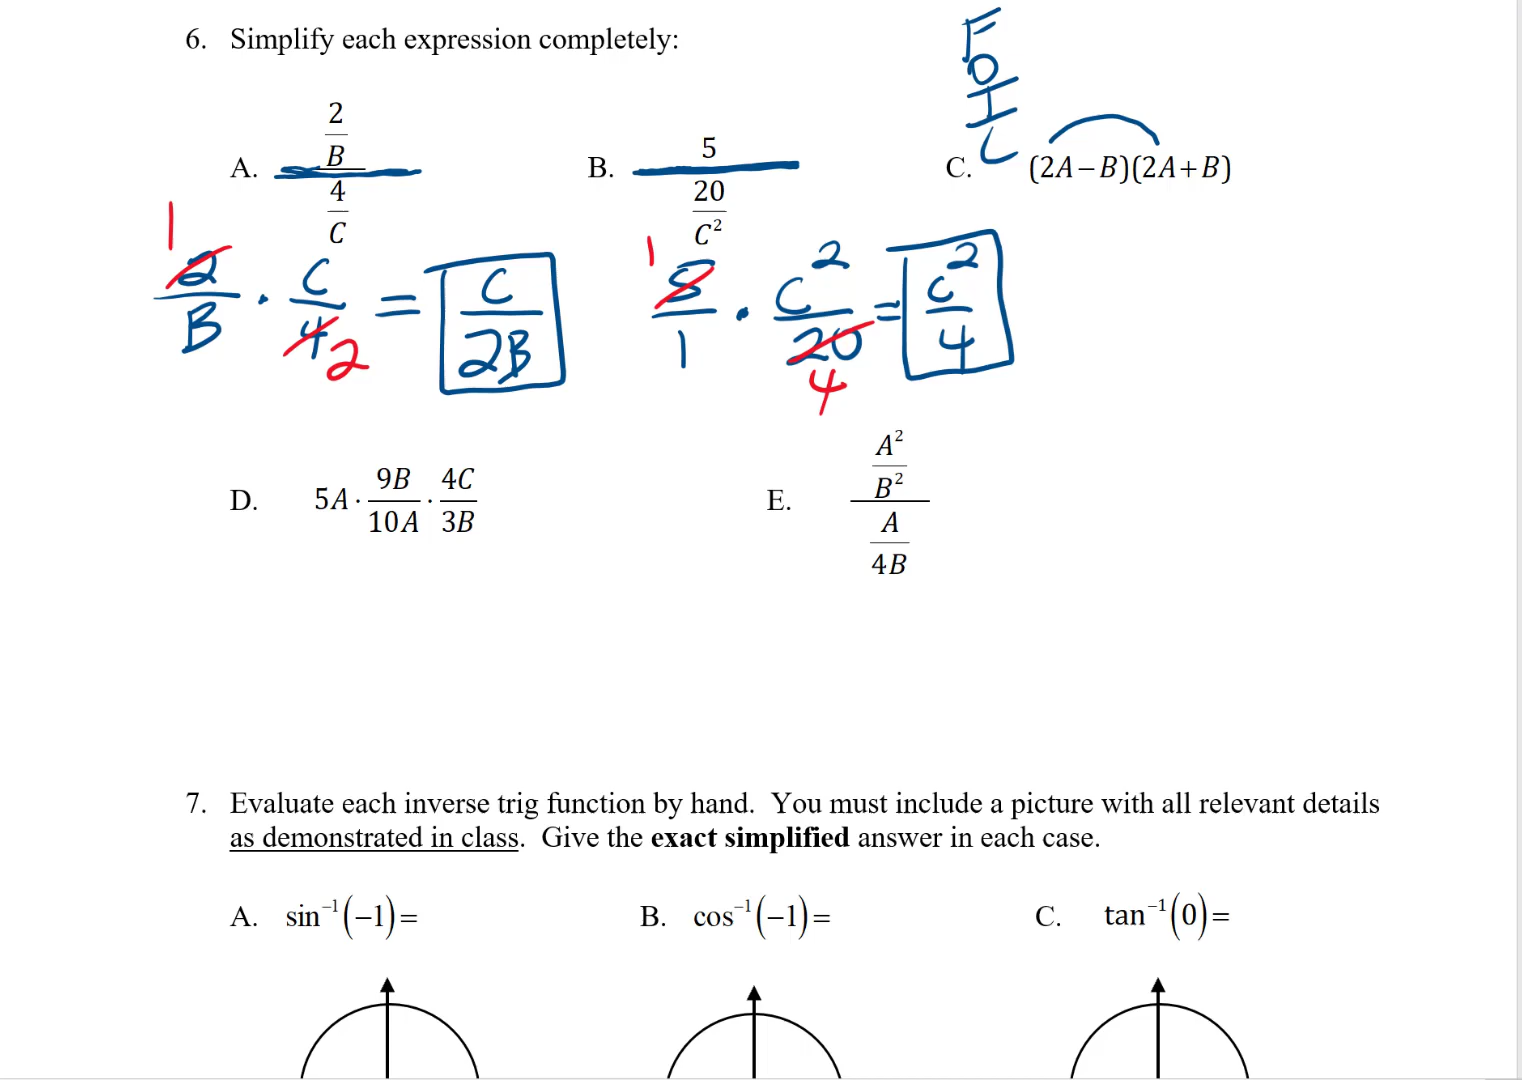 6. Simplify each expression completely:
F
O
I
L
A. 2/B / 4/C
B. 5 / 20/C²
C. (2A−B)(2A+B)
1 2/B · C/4 2 = C/2B
1 5/1 · C²/20 4 = C²/4
D. 5A · 9B/10A · 4C/3B
E. A²/B² / A/4B
7. Evaluate each inverse trig function by hand. You must include a picture with all relevant details
as demonstrated in class. Give the exact simplified answer in each case.
A. sin⁻¹(−1)=
B. cos⁻¹(−1)=
C. tan⁻¹(0)=